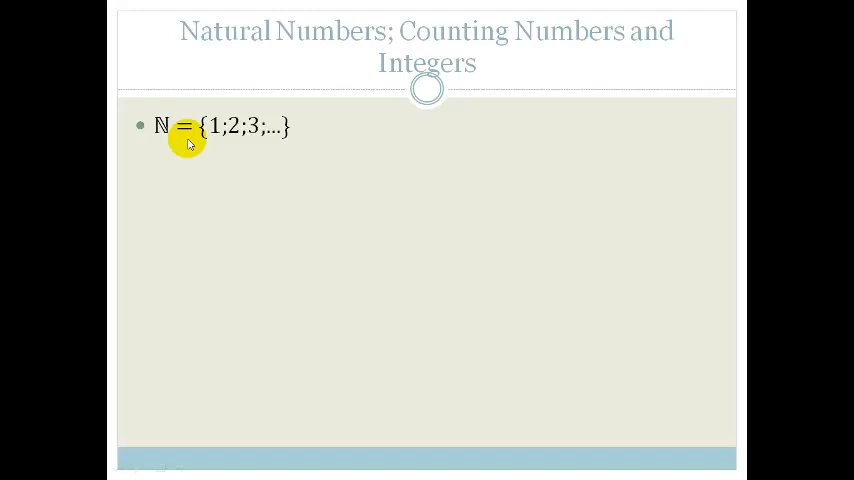 Natural Numbers; Counting Numbers and
Integers
• ℕ = {1;2;3;...}